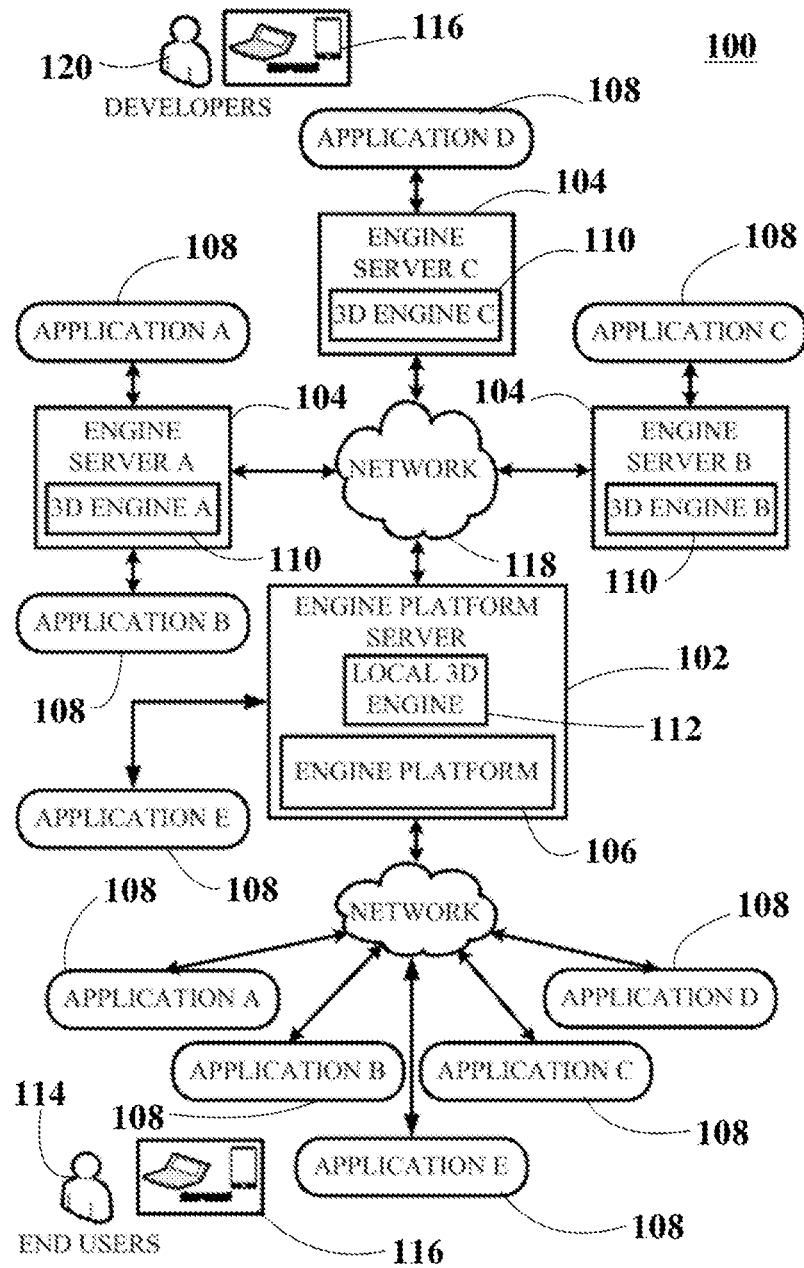 116
100
120
DEVELOPERS
108
APPLICATION D
104
ENGINE
SERVER C
110
3D ENGINE C
108
108
APPLICATION A
APPLICATION C
104
104
ENGINE
SERVER A
3D ENGINE A
NETWORK
ENGINE
SERVER B
3D ENGINE B
110
118
110
APPLICATION B
108
ENGINE PLATFORM
SERVER
102
LOCAL 3D
ENGINE
112
ENGINE PLATFORM
APPLICATION E
108
106
NETWORK
108
108
APPLICATION A
APPLICATION D
APPLICATION B
APPLICATION C
114
108
108
APPLICATION E
108
END USERS
116